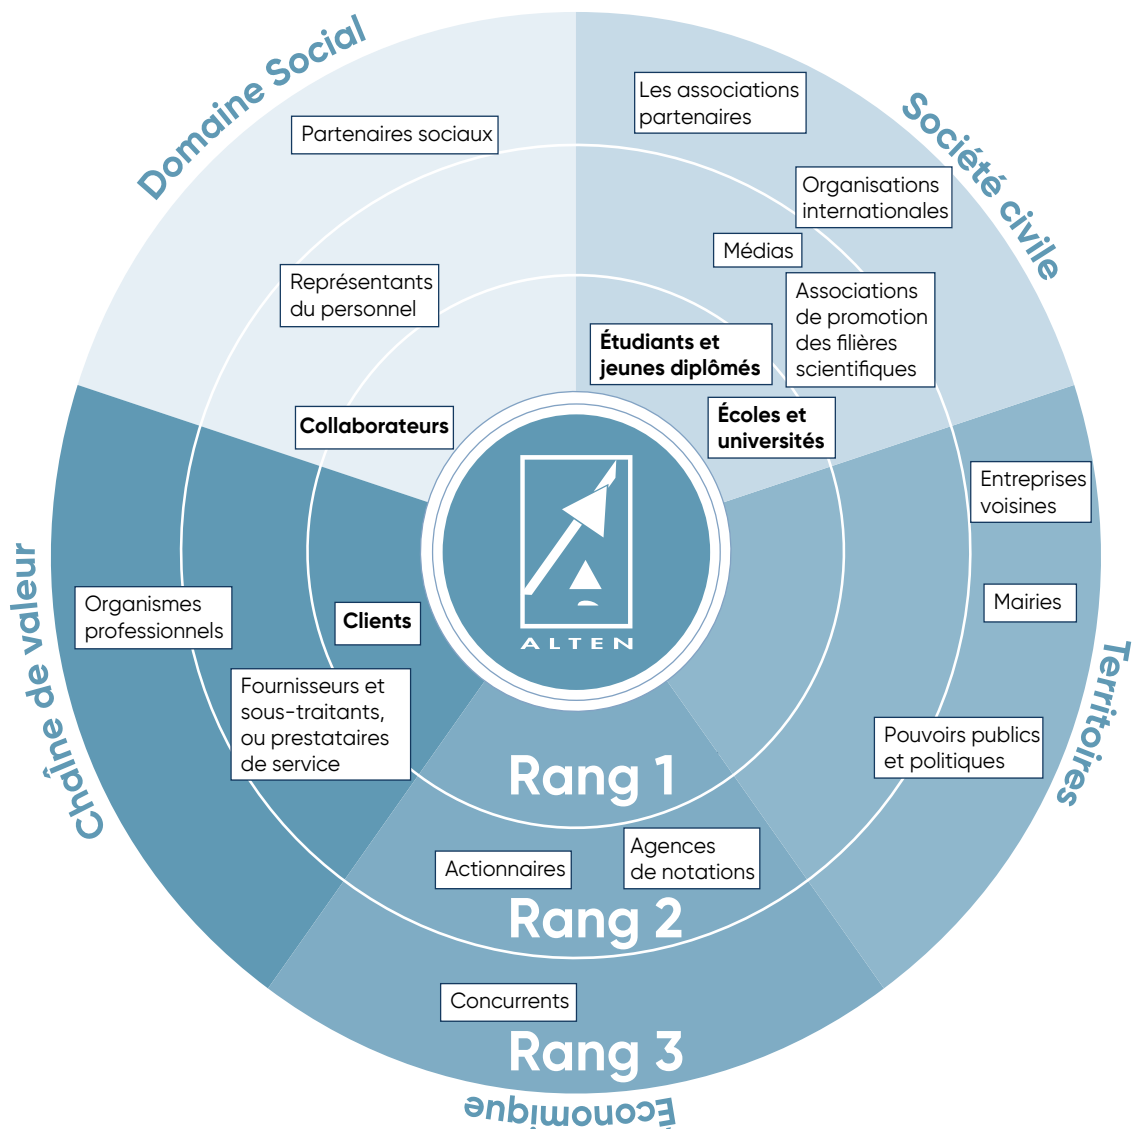 Domaine Social
Partenaires sociaux
Représentants
du personnel
Collaborateurs
Société civile
Les associations
partenaires
Organisations
internationales
Médias
Associations
de promotion
des filières
scientifiques
Étudiants et
jeunes diplômés
Écoles et
universités
Territoires
Entreprises
voisines
Mairies
Pouvoirs publics
et politiques
Chaîne de valeur
Organismes
professionnels
Clients
Fournisseurs et
sous-traitants,
ou prestataires
de service
ALTEN
Rang 1
Actionnaires
Agences
de notations
Rang 2
Concurrents
Rang 3
Économique